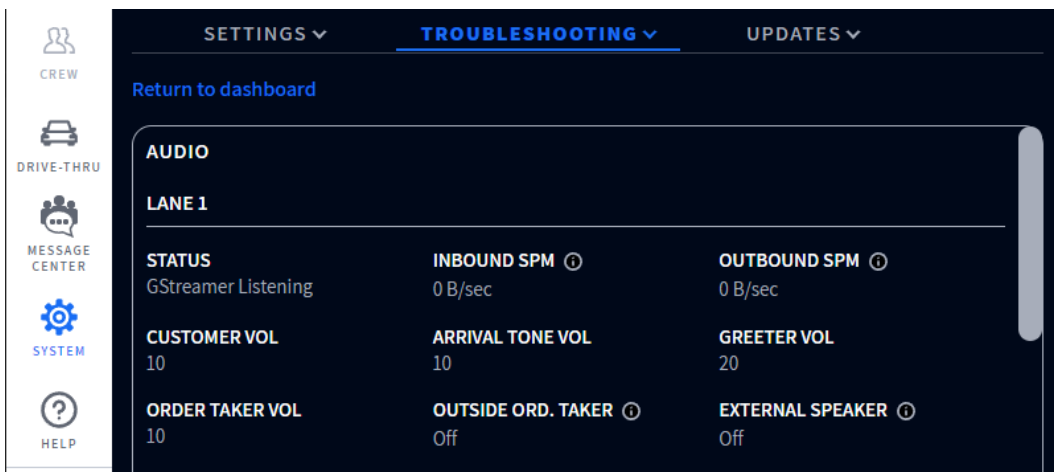 CREW
DRIVE-THRU
MESSAGE
CENTER
SYSTEM
HELP
SETTINGS
TROUBLESHOOTING
UPDATES
Return to dashboard
AUDIO
LANE 1
STATUS
GStreamer Listening
INBOUND SPM
0 B/sec
OUTBOUND SPM
0 B/sec
CUSTOMER VOL
10
ARRIVAL TONE VOL
10
GREETER VOL
20
ORDER TAKER VOL
10
OUTSIDE ORD. TAKER
Off
EXTERNAL SPEAKER
Off